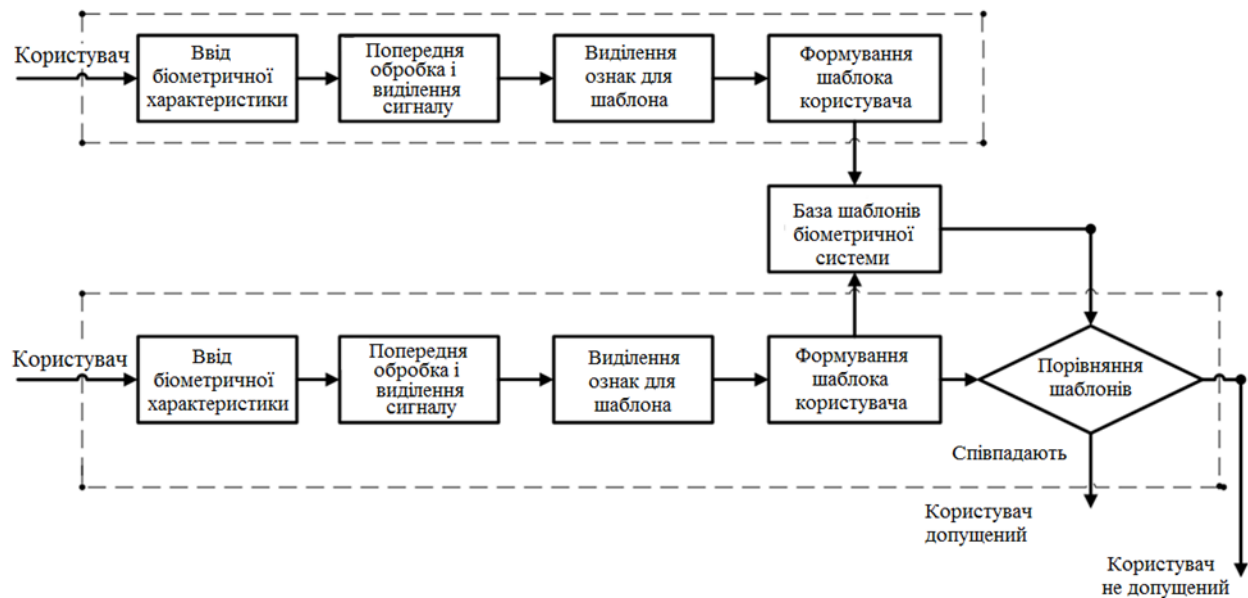 Користувач
Ввід
біометричної
характеристики
Попередня
обробка і
виділення
сигналу
Виділення
ознак для
шаблона
Формування
шаблока
користувача
База шаблонів
біометричної
системи
Користувач
Ввід
біометричної
характеристики
Попередня
обробка і
виділення
сигналу
Виділення
ознак для
шаблона
Формування
шаблока
користувача
Порівняння
шаблонів
Співпадають
Користувач
допущений
Користувач
не допущений